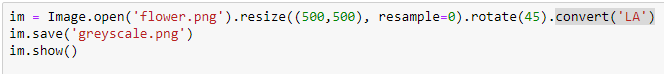 im = Image.open('flower.png').resize((500,500), resample=0).rotate(45).convert('LA')
im.save('greyscale.png')
im.show()